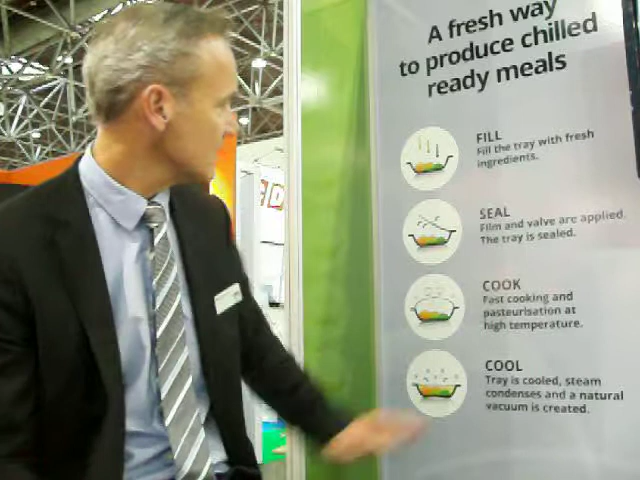 A fresh way
to produce chilled
ready meals
FILL
Fill the tray with fresh
ingredients.
SEAL
Film and valve are applied.
The tray is sealed.
COOK
Fast cooking and
pasteurisation at
high temperature.
COOL
Tray is cooled, steam
condenses and a natural
vacuum is created.